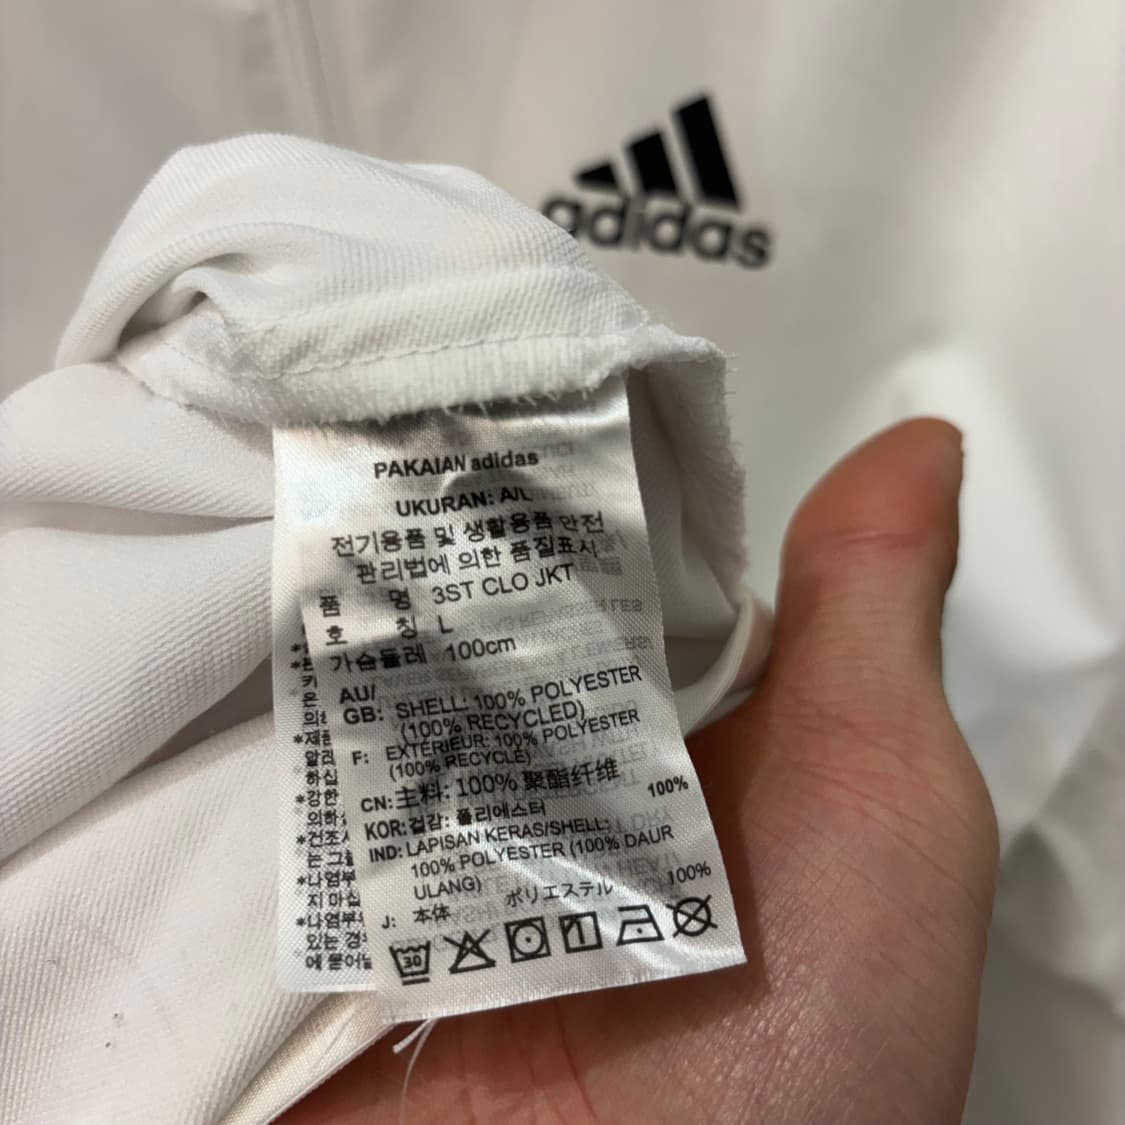 adidas
PAKAIAN adidas
UKURAN: A/L
전기용품 및 생활용품 안전
관리법에 의한 품질표시
품 명 3ST CLO JKT
호 칭 L
가슴둘레 100cm
AU/
GB: SHELL: 100% POLYESTER
(100% RECYCLED)
F: EXTÉRIEUR: 100% POLYESTER
(100% RECYCLÉ)
CN: 主料: 100% 聚酯纤维
KOR: 겉감: 폴리에스터 100%
IND: LAPISAN KERAS/SHELL:
100% POLYESTER (100% DAUR
ULANG)
J: 本体 ポリエステル 100%
30